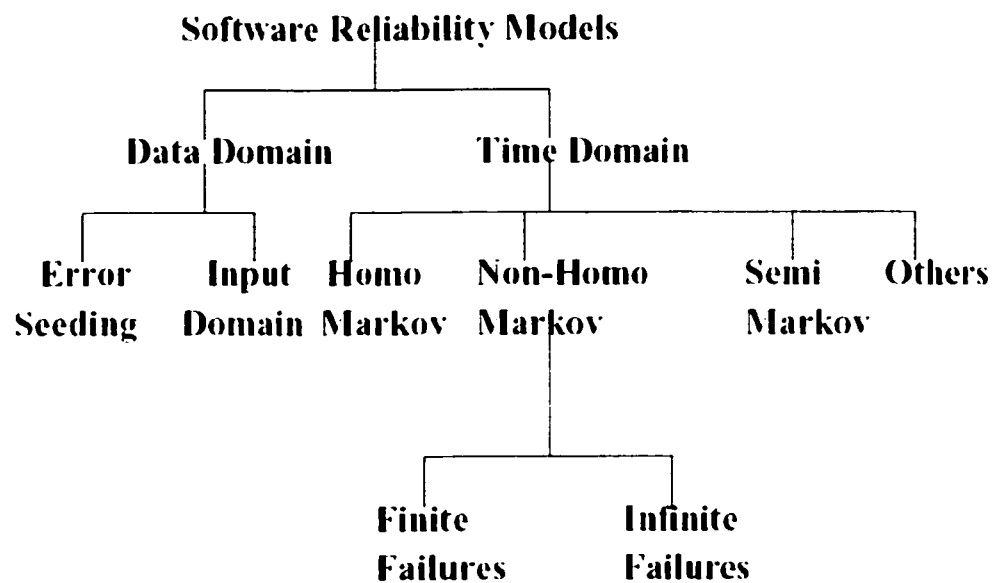 Software Reliability Models
Data Domain
Time Domain
Error
Seeding
Input
Domain
Homo
Markov
Non-Homo
Markov
Semi
Markov
Others
Finite
Failures
Infinite
Failures